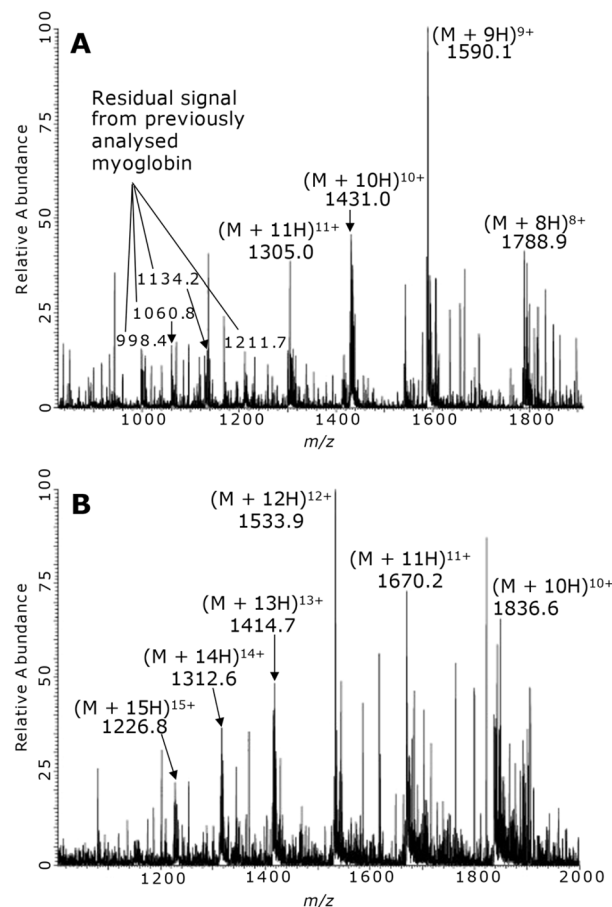 A
Relative Abundance
100
75
50
25
0
Residual signal
from previously
analysed
myoglobin
998.4
1060.8
1134.2
1211.7
(M + 11H)¹¹⁺
1305.0
(M + 10H)¹⁰⁺
1431.0
(M + 9H)⁹⁺
1590.1
(M + 8H)⁸⁺
1788.9
1000 1200 1400 1600 1800
m/z
B
Relative Abundance
100
75
50
25
0
(M + 15H)¹⁵⁺
1226.8
(M + 14H)¹⁴⁺
1312.6
(M + 13H)¹³⁺
1414.7
(M + 12H)¹²⁺
1533.9
(M + 11H)¹¹⁺
1670.2
(M + 10H)¹⁰⁺
1836.6
1200 1400 1600 1800 2000
m/z